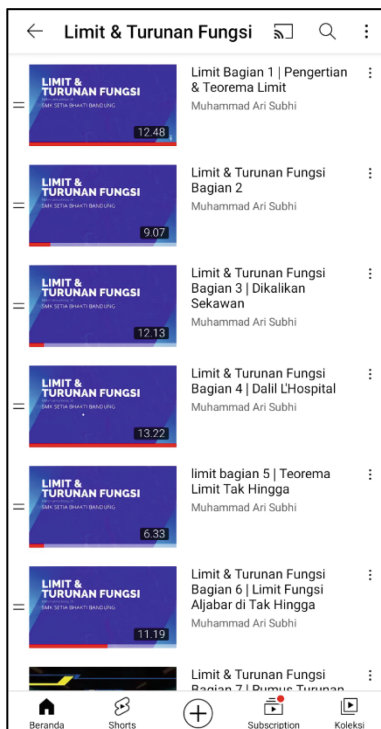 Limit & Turunan Fungsi
LIMIT &
TURUNAN FUNGSI
SMK SETIA BHAKTI BANDUNG
12.48
Limit Bagian 1 | Pengertian
& Teorema Limit
Muhammad Ari Subhi
LIMIT &
TURUNAN FUNGSI
SMK SETIA BHAKTI BANDUNG
9.07
Limit & Turunan Fungsi
Bagian 2
Muhammad Ari Subhi
LIMIT &
TURUNAN FUNGSI
SMK SETIA BHAKTI BANDUNG
12.13
Limit & Turunan Fungsi
Bagian 3 | Dikalikan
Sekawan
Muhammad Ari Subhi
LIMIT &
TURUNAN FUNGSI
SMK SETIA BHAKTI BANDUNG
13.22
Limit & Turunan Fungsi
Bagian 4 | Dalil L'Hospital
Muhammad Ari Subhi
LIMIT &
TURUNAN FUNGSI
SMK SETIA BHAKTI BANDUNG
6.33
limit bagian 5 | Teorema
Limit Tak Hingga
Muhammad Ari Subhi
LIMIT &
TURUNAN FUNGSI
SMK SETIA BHAKTI BANDUNG
11.19
Limit & Turunan Fungsi
Bagian 6 | Limit Fungsi
Aljabar di Tak Hingga
Muhammad Ari Subhi
Limit & Turunan Fungsi
Bagian 7 | Rumus Turunan
Beranda
Shorts
Subscription
Koleksi